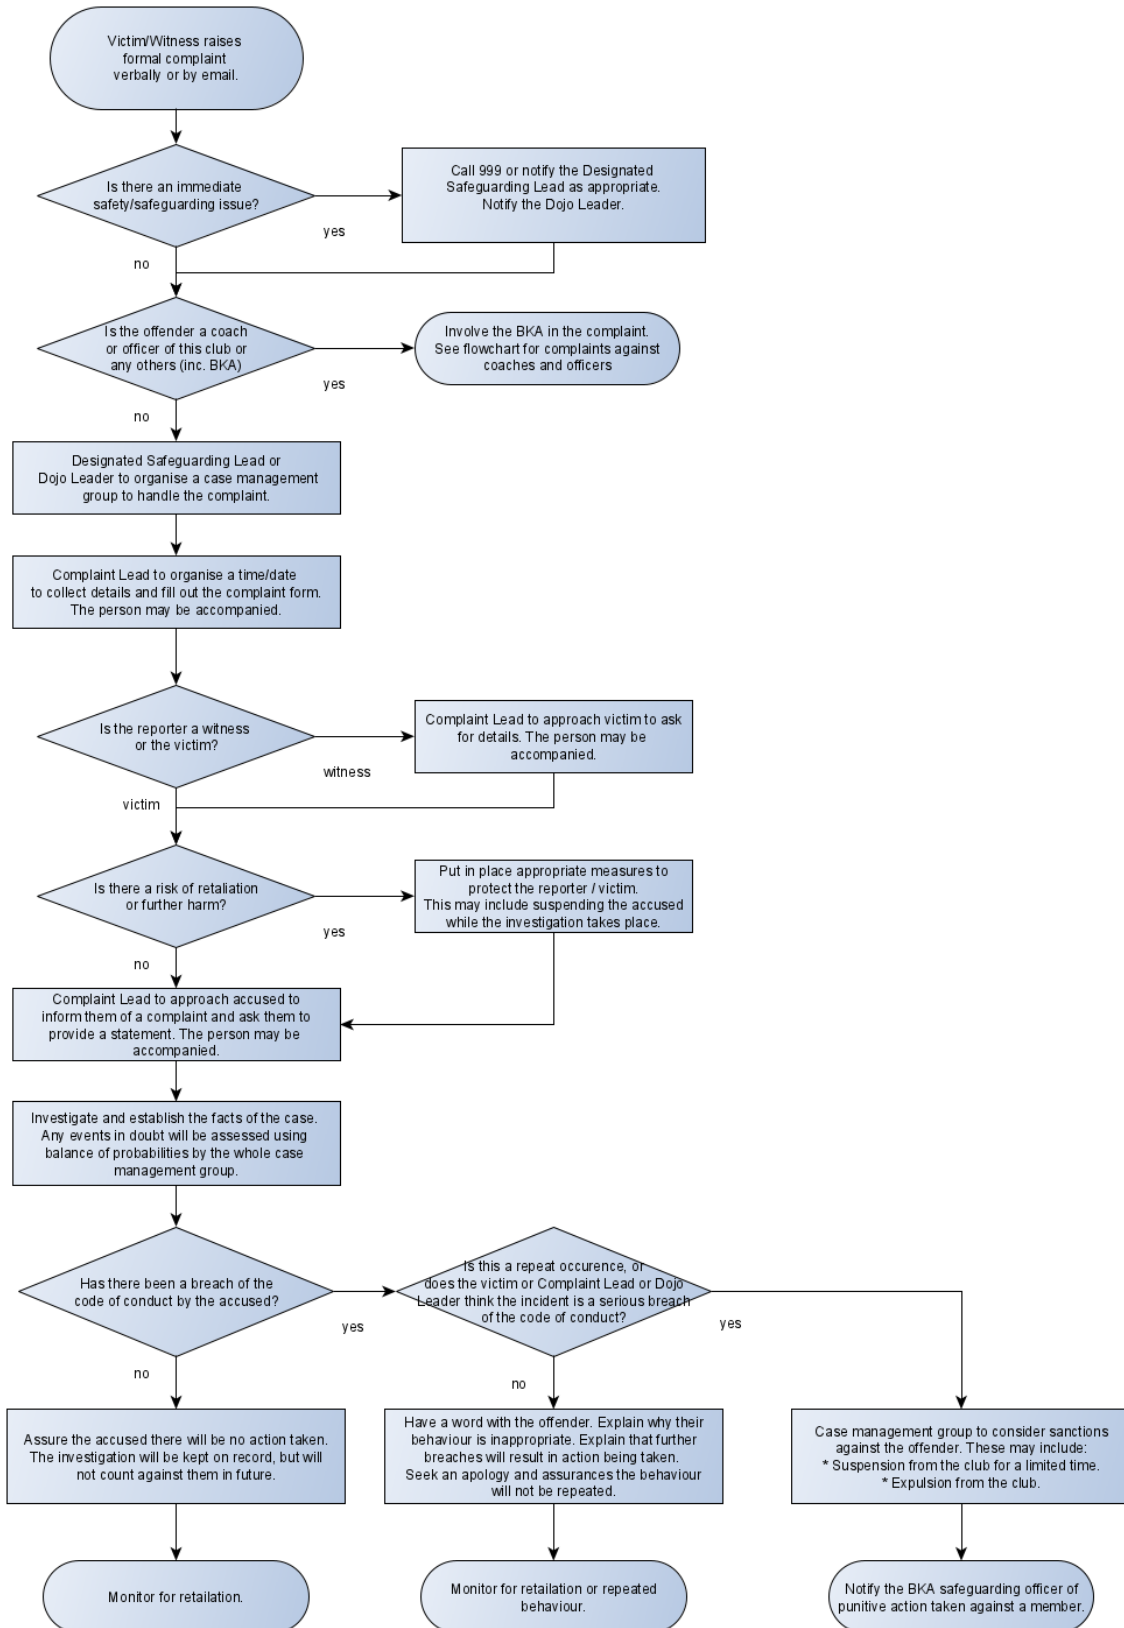 Victim/Witness raises
formal complaint
verbally or by email.
Is there an immediate
safety/safeguarding issue?
yes
no
Call 999 or notify the Designated
Safeguarding Lead as appropriate.
Notify the Dojo Leader.
Is the offender a coach
or officer of this club or
any others (inc. BKA)
yes
no
Involve the BKA in the complaint.
See flowchart for complaints against
coaches and officers
Designated Safeguarding Lead or
Dojo Leader to organise a case management
group to handle the complaint.
Complaint Lead to organise a time/date
to collect details and fill out the complaint form.
The person may be accompanied.
Is the reporter a witness
or the victim?
witness
victim
Complaint Lead to approach victim to ask
for details. The person may be
accompanied.
Is there a risk of retaliation
or further harm?
yes
no
Put in place appropriate measures to
protect the reporter / victim.
This may include suspending the accused
while the investigation takes place.
Complaint Lead to approach accused to
inform them of a complaint and ask them to
provide a statement. The person may be
accompanied.
Investigate and establish the facts of the case.
Any events in doubt will be assessed using
balance of probabilities by the whole case
management group.
Has there been a breach of the
code of conduct by the accused?
yes
no
Is this a repeat occurence, or
does the victim or Complaint Lead or Dojo
Leader think the incident is a serious breach
of the code of conduct?
yes
no
Assure the accused there will be no action taken.
The investigation will be kept on record, but will
not count against them in future.
Have a word with the offender. Explain why their
behaviour is inappropriate. Explain that further
breaches will result in action being taken.
Seek an apology and assurances the behaviour
will not be repeated.
Case management group to consider sanctions
against the offender. These may include:
* Suspension from the club for a limited time.
* Expulsion from the club.
Monitor for retailation.
Monitor for retailation or repeated
behaviour.
Notify the BKA safeguarding officer of
punitive action taken against a member.